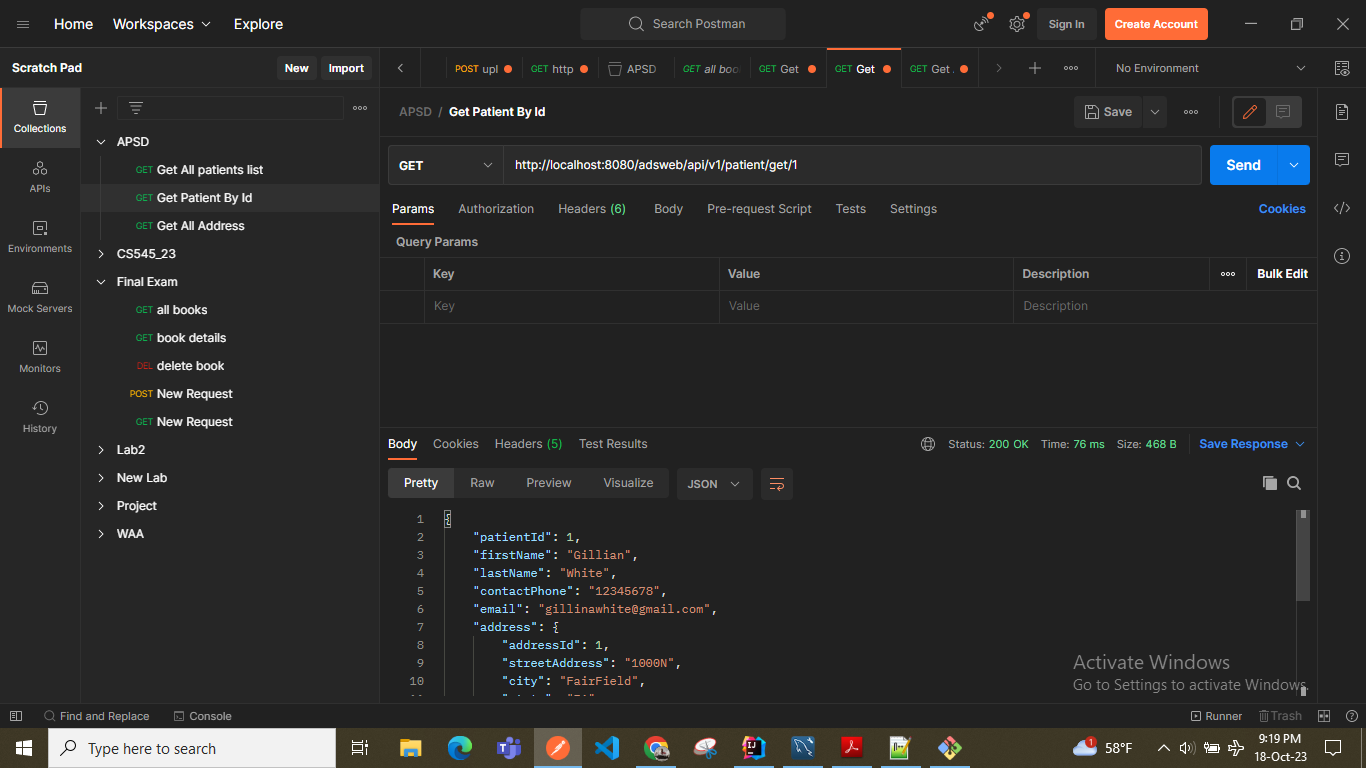 Home Workspaces Explore Search Postman Sign In Create Account
Scratch Pad New Import
POST upl GET http APSD GET all boo GET Get GET Get GET Get . No Environment
Collections
APIs
Environments
Mock Servers
Monitors
History
APSD
GET Get All patients list
GET Get Patient By Id
GET Get All Address
CS545_23
Final Exam
GET all books
GET book details
DEL delete book
POST New Request
GET New Request
Lab2
New Lab
Project
WAA
APSD / Get Patient By Id Save
GET http://localhost:8080/adsweb/api/v1/patient/get/1 Send
Params Authorization Headers (6) Body Pre-request Script Tests Settings Cookies
Query Params
Key Value Description Bulk Edit
Key Value Description
Body Cookies Headers (5) Test Results Status: 200 OK Time: 76 ms Size: 468 B Save Response
Pretty Raw Preview Visualize JSON
1 {
2 "patientId": 1,
3 "firstName": "Gillian",
4 "lastName": "White",
5 "contactPhone": "12345678",
6 "email": "gillinawhite@gmail.com",
7 "address": {
8 "addressId": 1,
9 "streetAddress": "1000N",
10 "city": "FairField",
Activate Windows
Go to Settings to activate Windows.
Find and Replace Console Runner Trash
Type here to search 1 58°F 9:19 PM
18-Oct-23